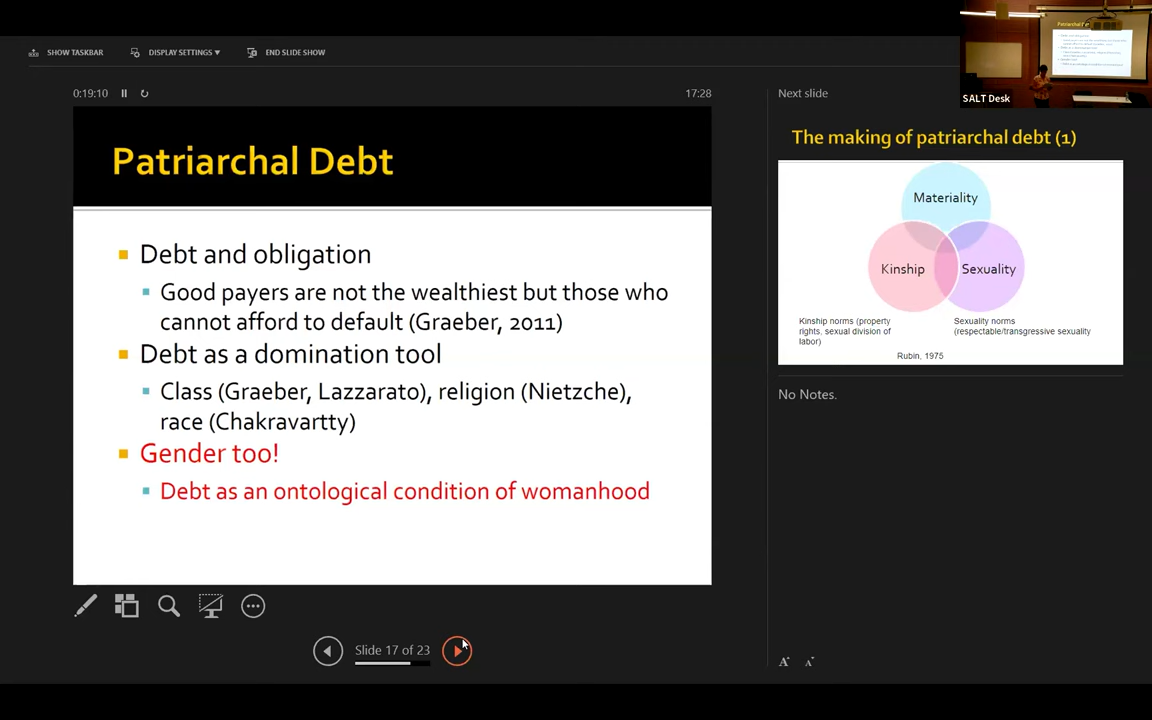 SHOW TASKBAR
DISPLAY SETTINGS ▼
END SLIDE SHOW
SALT Desk
0:19:10
17:28
Patriarchal Debt
Debt and obligation
Good payers are not the wealthiest but those who
cannot afford to default (Graeber, 2011)
Debt as a domination tool
Class (Graeber, Lazzarato), religion (Nietzche),
race (Chakravartty)
Gender too!
Debt as an ontological condition of womanhood
Slide 17 of 23
Next slide
The making of patriarchal debt (1)
Materiality
Kinship
Sexuality
Kinship norms (property
rights, sexual division of
labor)
Sexuality norms
(respectable/transgressive sexuality
Rubin, 1975
No Notes.
A
A